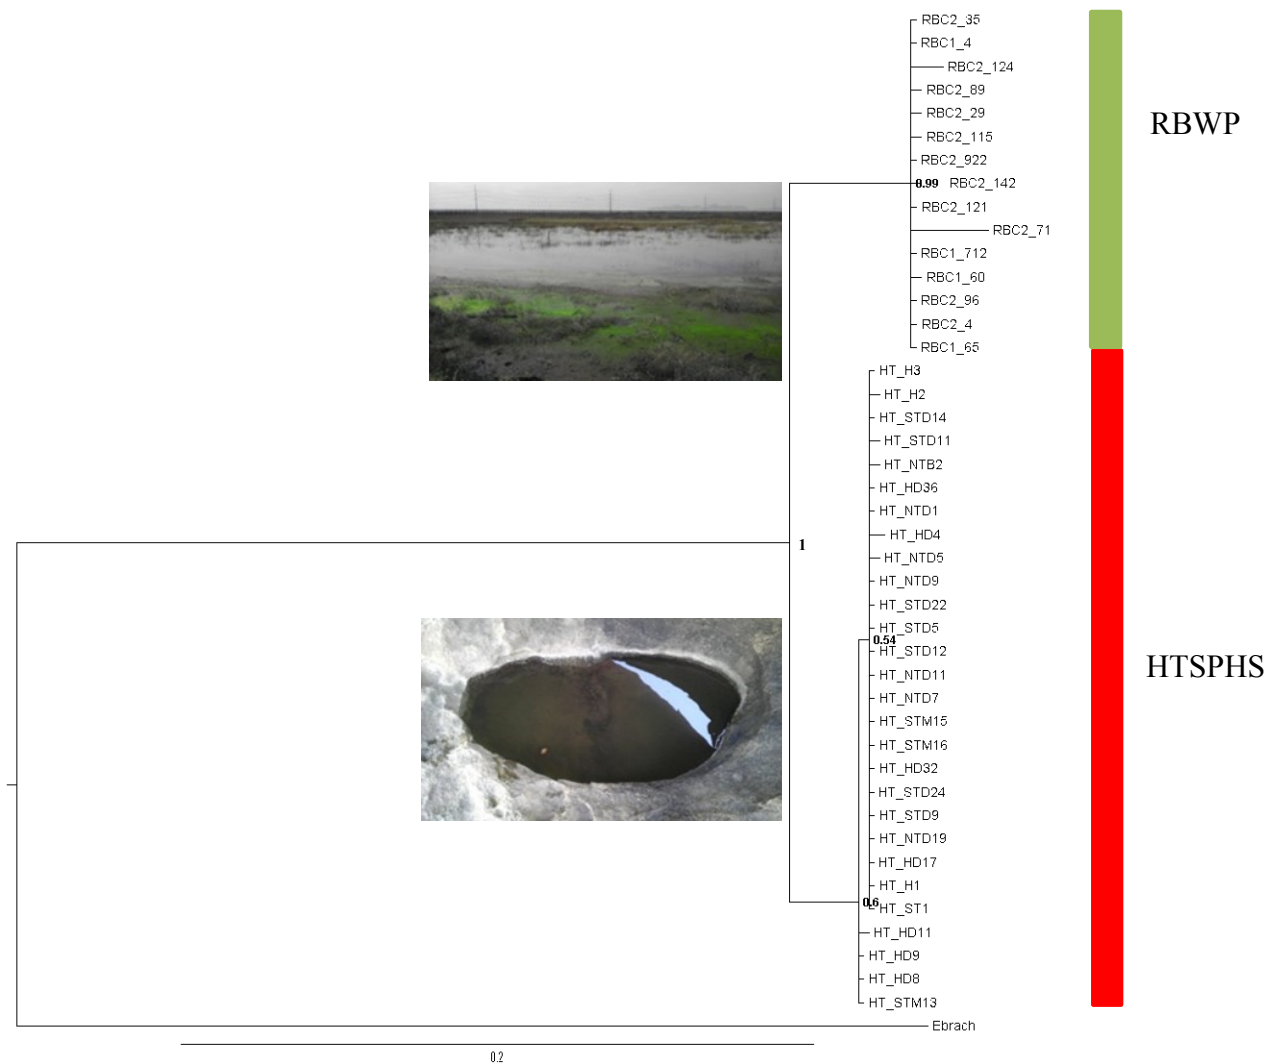 RBC2_35
RBC1_4
RBC2_124
RBC2_89
RBC2_29
RBC2_115
RBC2_922
0.99 RBC2_142
RBC2_121
RBC2_71
RBC1_712
RBC1_60
RBC2_96
RBC2_4
RBC1_65
RBWP
HT_H3
HT_H2
HT_STD14
HT_STD11
HT_NTB2
HT_HD36
HT_NTD1
HT_HD4
HT_NTD5
HT_NTD9
HT_STD22
HT_STD5
0.54
HT_STD12
HT_NTD11
HT_NTD7
HT_STM15
HT_STM16
HT_HD32
HT_STD24
HT_STD9
HT_NTD19
HT_HD17
HT_H1
0.6
HT_ST1
HT_HD11
HT_HD9
HT_HD8
HT_STM13
HTSPHS
1
Ebrach
0.2